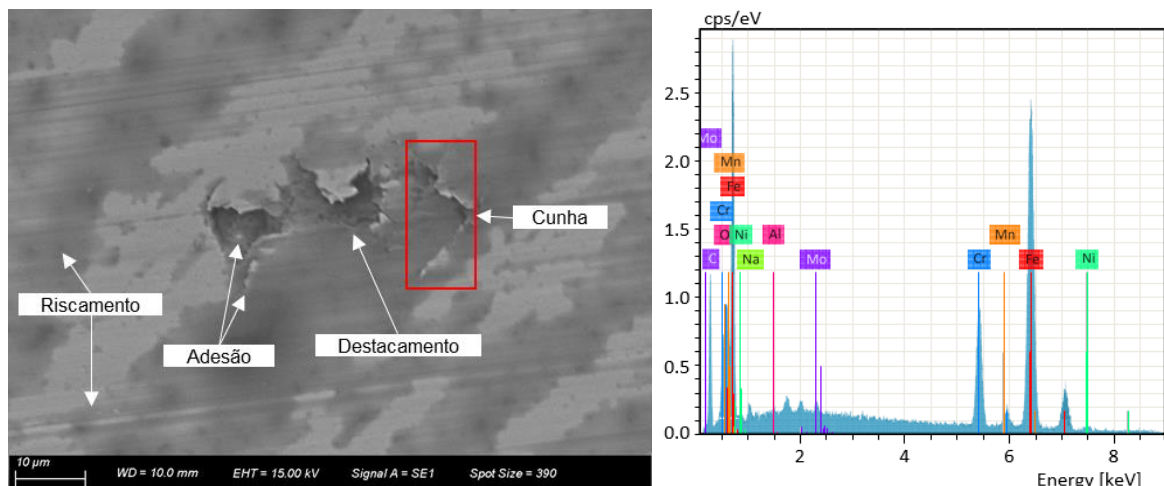 Riscamento
Adesão
Destacamento
Cunha
10 µm
WD = 10.0 mm EHT = 15.00 kV Signal A = SE1 Spot Size = 390
cps/eV
2.5
2.0
1.5
1.0
0.5
0.0
Mo
Mn
Fe
Cr
O Ni Al Mn
C Na Mo Cr Fe Ni
2 4 6 8
Energy [keV]